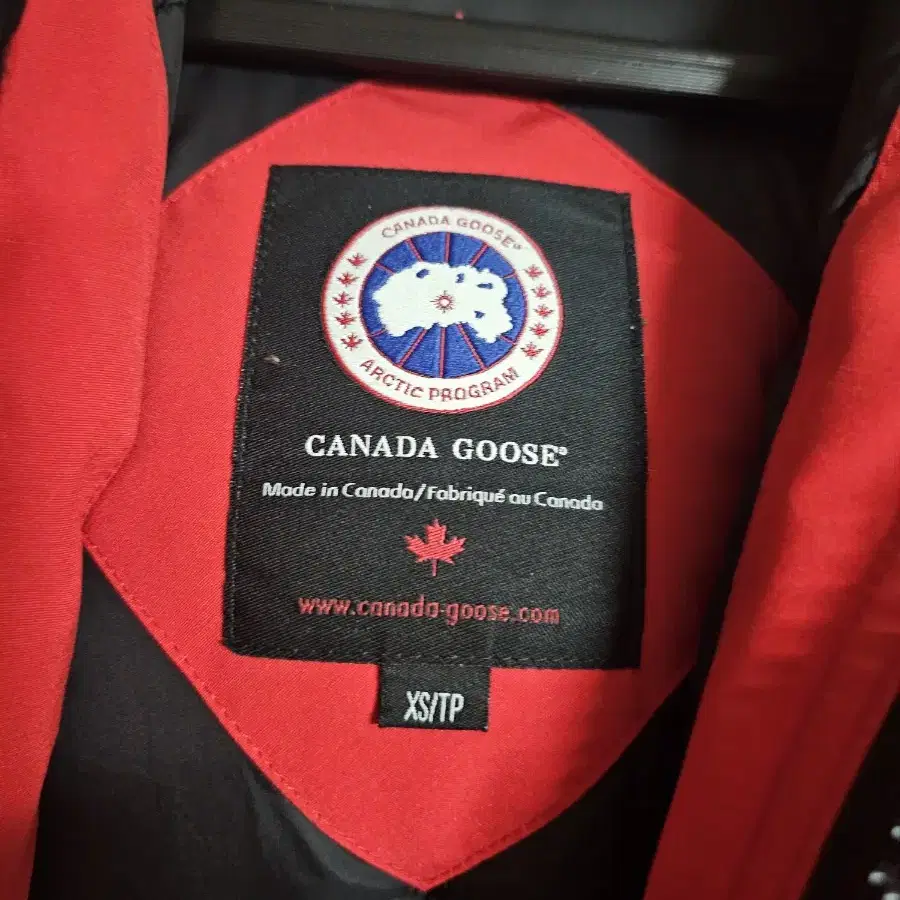 CANADA GOOSE®
ARCTIC PROGRAM
CANADA GOOSE®
Made in Canada/Fabriqué au Canada
www.canada-goose.com
XS/TP